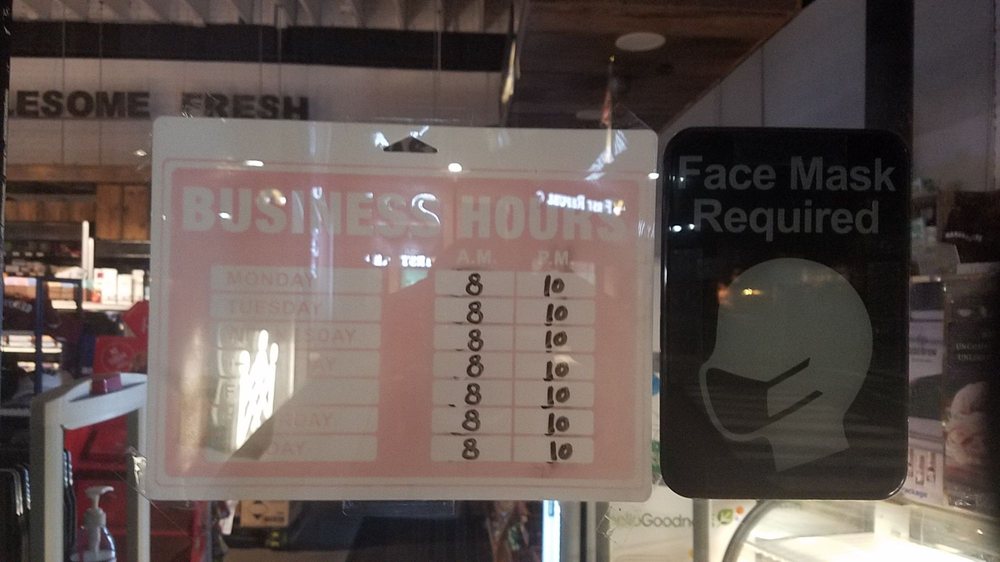 LESOME FRESH
BUSINESS HOURS
A.M. P.M.
MONDAY 8 10
TUESDAY 8 10
8 10
8 10
8 10
8 10
8 10
Face Mask
Required